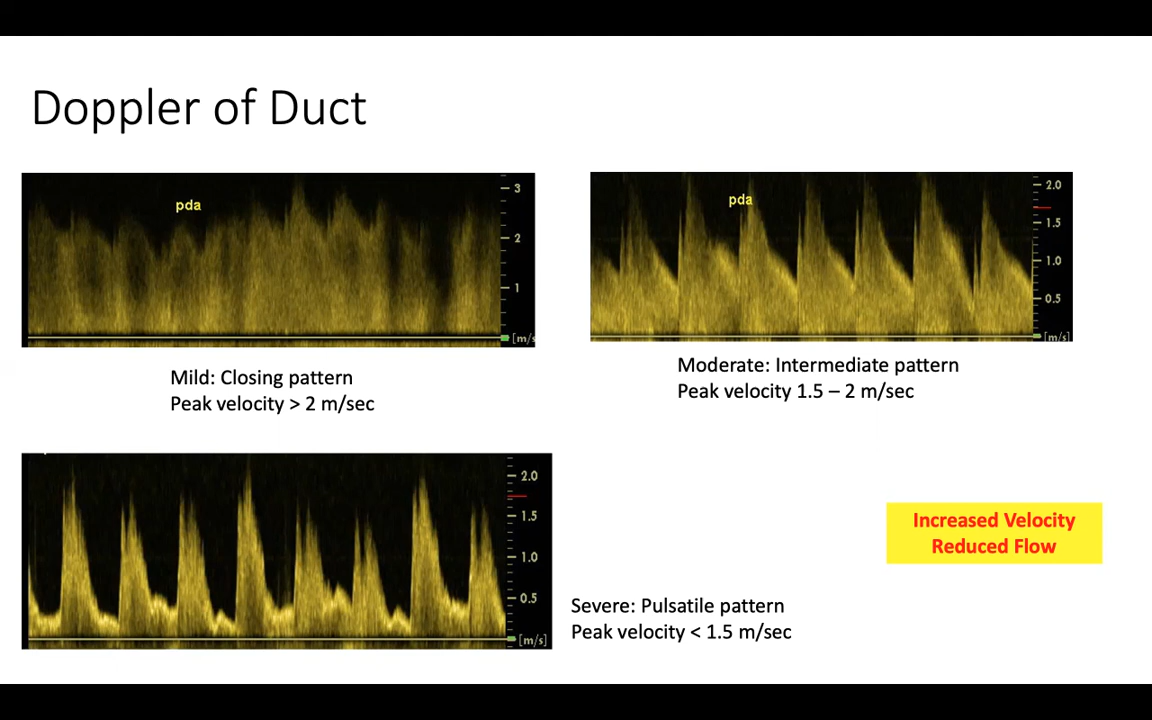 Doppler of Duct
pda
3
2
1
[m/s
Mild: Closing pattern
Peak velocity > 2 m/sec
pda
2.0
1.5
1.0
0.5
[m/s]
Moderate: Intermediate pattern
Peak velocity 1.5 – 2 m/sec
2.0
1.5
1.0
0.5
[m/s]
Severe: Pulsatile pattern
Peak velocity < 1.5 m/sec
Increased Velocity
Reduced Flow